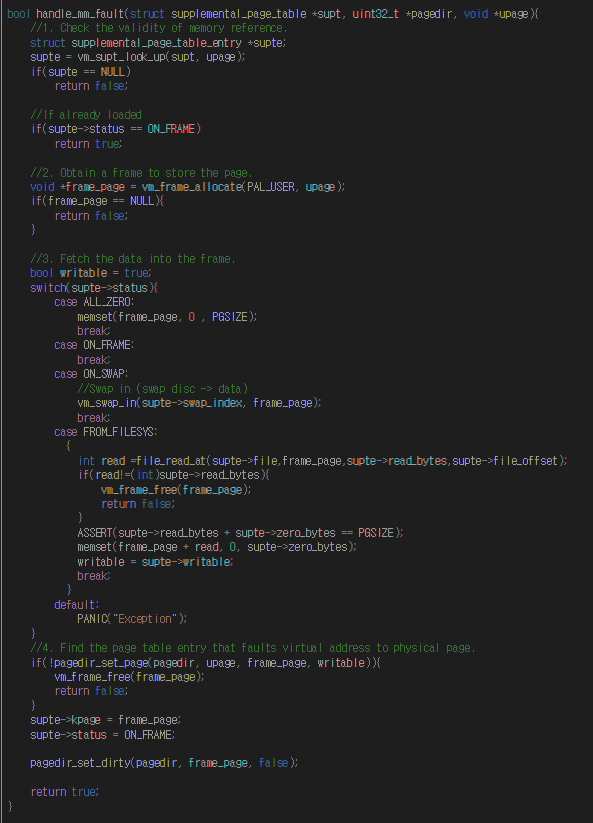 bool handle_mm_fault(struct supplemental_page_table *supt, uint32_t *pagedir, void *upage){
//1. Check the validity of memory reference.
struct supplemental_page_table_entry *supte;
supte = vm_supt_look_up(supt, upage);
if(supte == NULL)
return false;
//If already loaded
if(supte->status == ON_FRAME)
return true;
//2. Obtain a frame to store the page.
void *frame_page = vm_frame_allocate(PAL_USER, upage);
if(frame_page == NULL){
return false;
}
//3. Fetch the data into the frame.
bool writable = true;
switch(supte->status){
case ALL_ZERO:
memset(frame_page, 0 , PGSIZE);
break;
case ON_FRAME:
break;
case ON_SWAP:
//Swap in (swap disc -> data)
vm_swap_in(supte->swap_index, frame_page);
break;
case FROM_FILESYS:
{
int read =file_read_at(supte->file,frame_page,supte->read_bytes,supte->file_offset);
if(read!=(int)supte->read_bytes){
vm_frame_free(frame_page);
return false;
}
ASSERT(supte->read_bytes + supte->zero_bytes == PGSIZE);
memset(frame_page + read, 0, supte->zero_bytes);
writable = supte->writable;
break;
}
default:
PANIC("Exception");
}
//4. Find the page table entry that faults virtual address to physical page.
if(!pagedir_set_page(pagedir, upage, frame_page, writable)){
vm_frame_free(frame_page);
return false;
}
supte->kpage = frame_page;
supte->status = ON_FRAME;
pagedir_set_dirty(pagedir, frame_page, false);
return true;
}